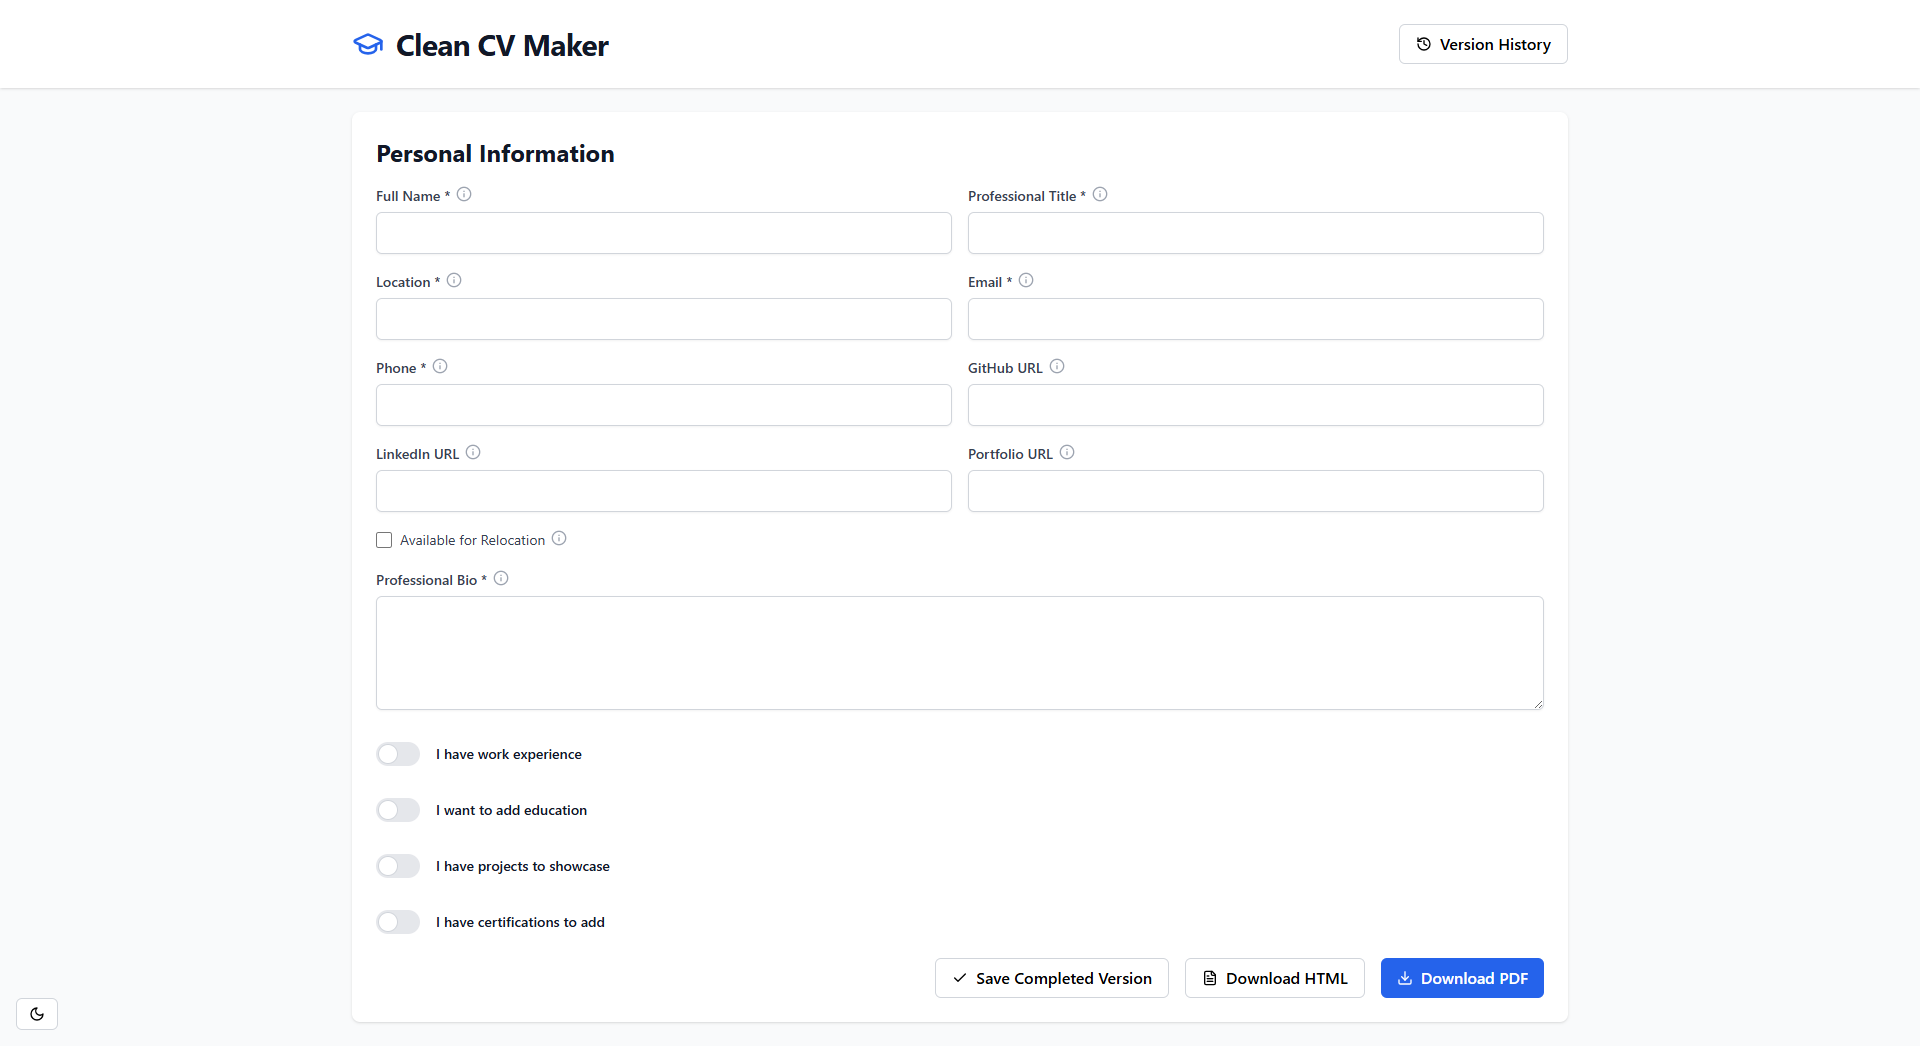 Clean CV Maker
Version History
Personal Information
Full Name *
Professional Title *
Location *
Email *
Phone *
GitHub URL
LinkedIn URL
Portfolio URL
Available for Relocation
Professional Bio *
I have work experience
I want to add education
I have projects to showcase
I have certifications to add
Save Completed Version
Download HTML
Download PDF